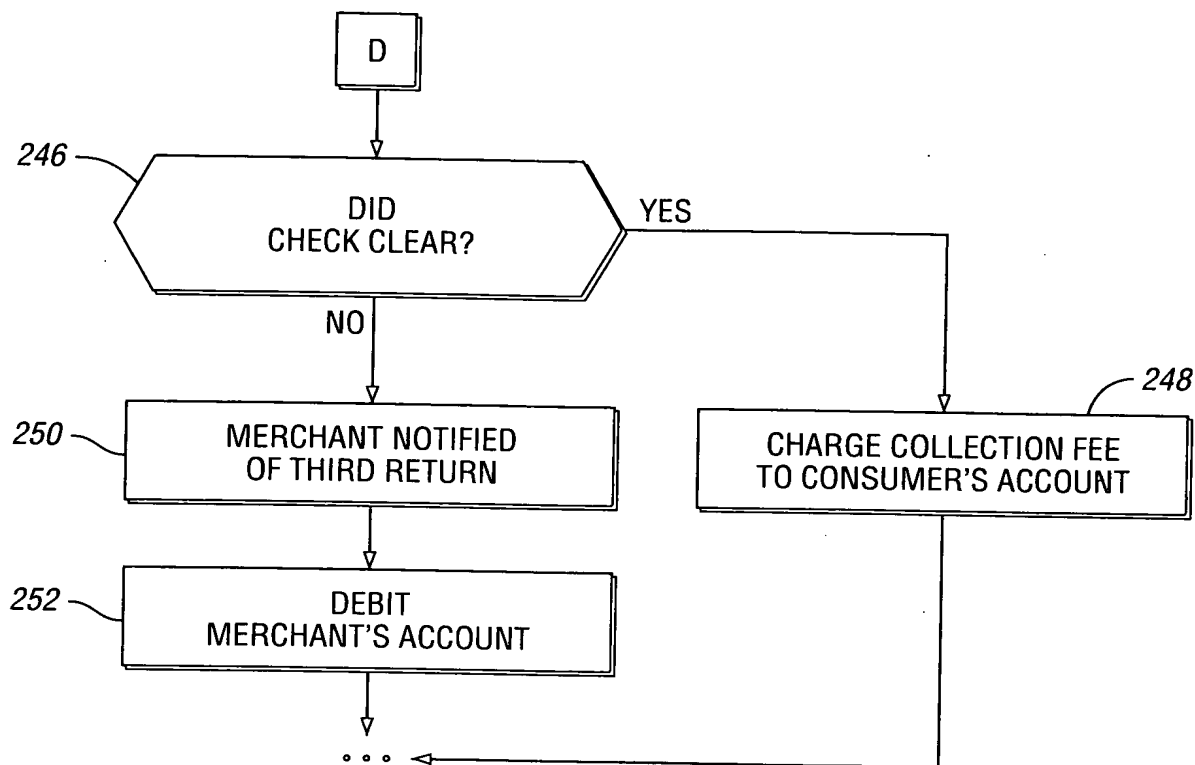 D
246
DID
CHECK CLEAR?
YES
NO
250
MERCHANT NOTIFIED
OF THIRD RETURN
248
CHARGE COLLECTION FEE
TO CONSUMER'S ACCOUNT
252
DEBIT
MERCHANT'S ACCOUNT